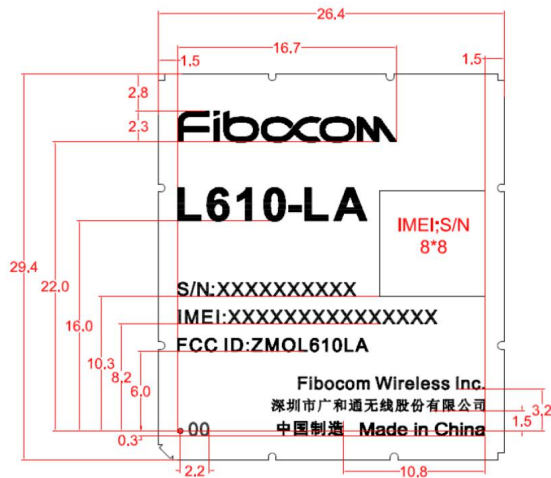 26.4
16.7
1.5
1.5
2.8
2.3
Fibocom
L610-LA
IMEI;S/N
8*8
29.4
22.0
16.0
S/N:XXXXXXXXXX
10.3
IMEI:XXXXXXXXXXXXXXX
8.2
FCC ID:ZMOL610LA
6.0
Fibocom Wireless Inc.
3.2
深圳市广和通无线股份有限公司
1.5
0.3
00
中国制造 Made in China
2.2
10.8